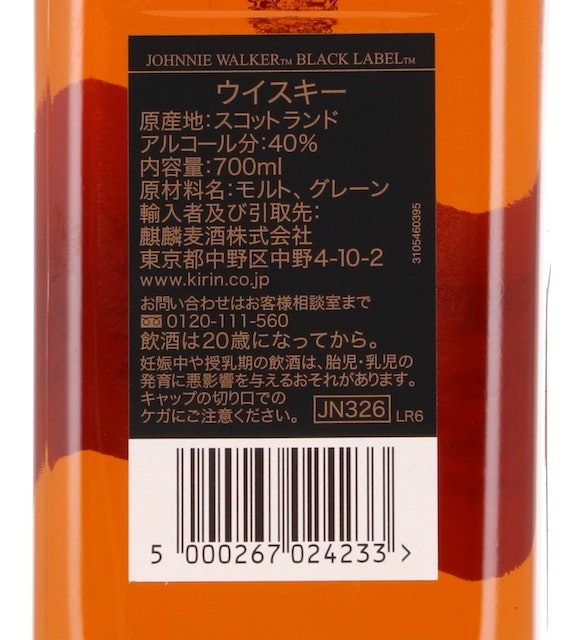 JOHNNIE WALKER™ BLACK LABEL™
ウイスキー
原産地:スコットランド
アルコール分:40%
内容量:700ml
原材料名:モルト、グレーン
輸入者及び引取先:
麒麟麦酒株式会社
東京都中野区中野4-10-2
www.kirin.co.jp
お問い合わせはお客様相談室まで
0120-111-560
飲酒は20歳になってから。
妊娠中や授乳期の飲酒は、胎児・乳児の
発育に悪影響を与えるおそれがあります。
キャップの切り口での
ケガにご注意ください。 JN326 LR6
3105460395
5 000267 024233 >